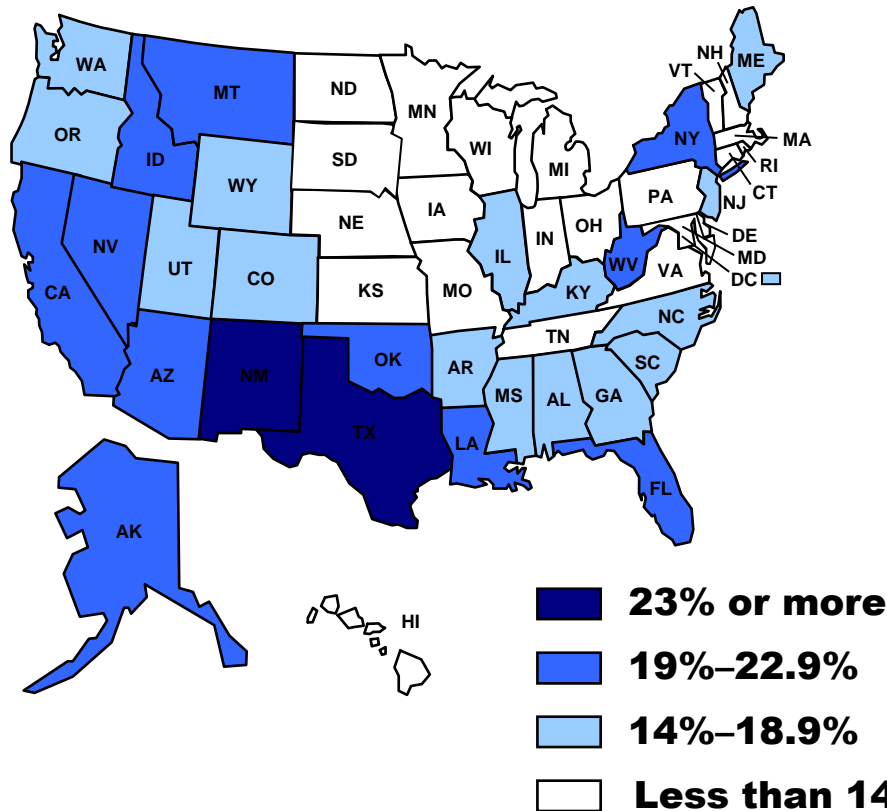 WA
MT
ND
MN
VT
NH
ME
OR
ID
SD
WI
MI
NY
MA
RI
CT
WY
NE
IA
PA
NJ
NV
UT
CO
IL
IN
OH
DE
MD
DC
CA
KS
MO
KY
WV
VA
AZ
NM
OK
AR
TN
NC
SC
TX
LA
MS
AL
GA
FL
AK
HI
23% or more
19%–22.9%
14%–18.9%
Less than 14